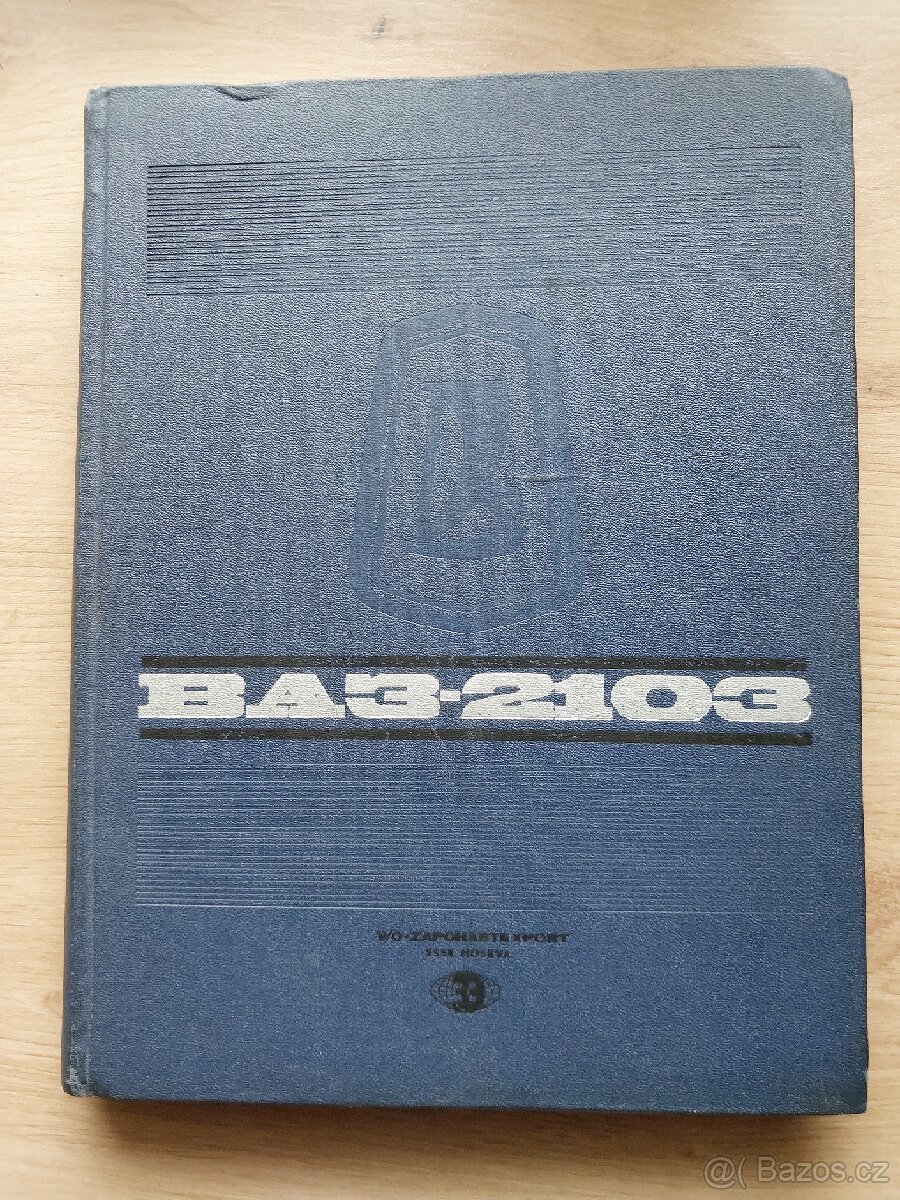 ВАЗ-2103
V/O-ZAPCHASTEXPORT
SSSR MOSKVA
@( Bazos.cz